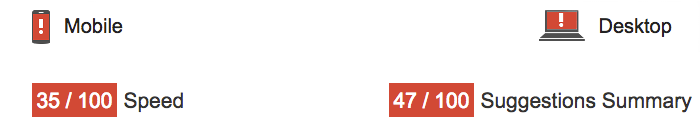 Mobile
Desktop
35 / 100 Speed
47 / 100 Suggestions Summary